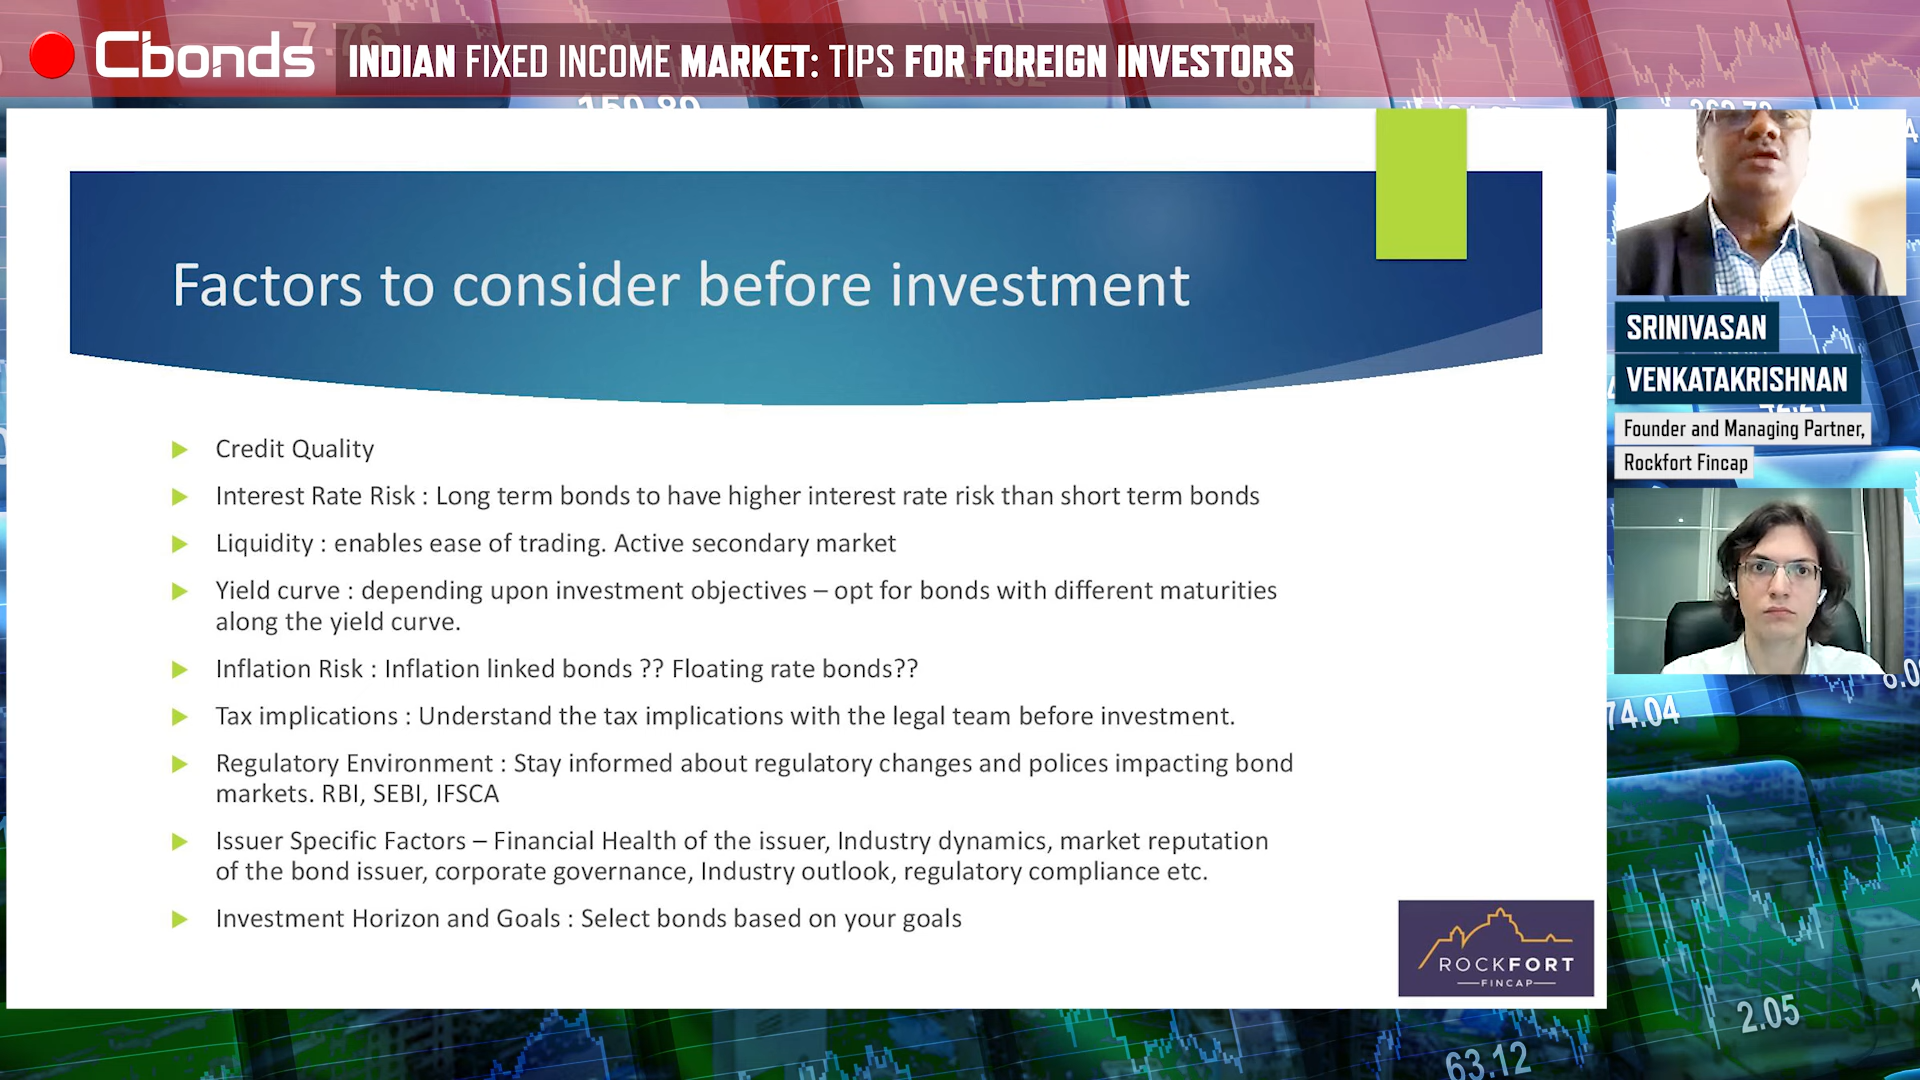 Cbonds
INDIAN FIXED INCOME MARKET: TIPS FOR FOREIGN INVESTORS
7.76
67.44
150.89
Factors to consider before investment
Credit Quality
Interest Rate Risk : Long term bonds to have higher interest rate risk than short term bonds
Liquidity : enables ease of trading. Active secondary market
Yield curve : depending upon investment objectives – opt for bonds with different maturities
along the yield curve.
Inflation Risk : Inflation linked bonds ?? Floating rate bonds??
Tax implications : Understand the tax implications with the legal team before investment.
Regulatory Environment : Stay informed about regulatory changes and polices impacting bond
markets. RBI, SEBI, IFSCA
Issuer Specific Factors – Financial Health of the issuer, Industry dynamics, market reputation
of the bond issuer, corporate governance, Industry outlook, regulatory compliance etc.
Investment Horizon and Goals : Select bonds based on your goals
ROCKFORT
FINCAP
SRINIVASAN
VENKATAKRISHNAN
Founder and Managing Partner,
Rockfort Fincap
74.04
2.05
63.12